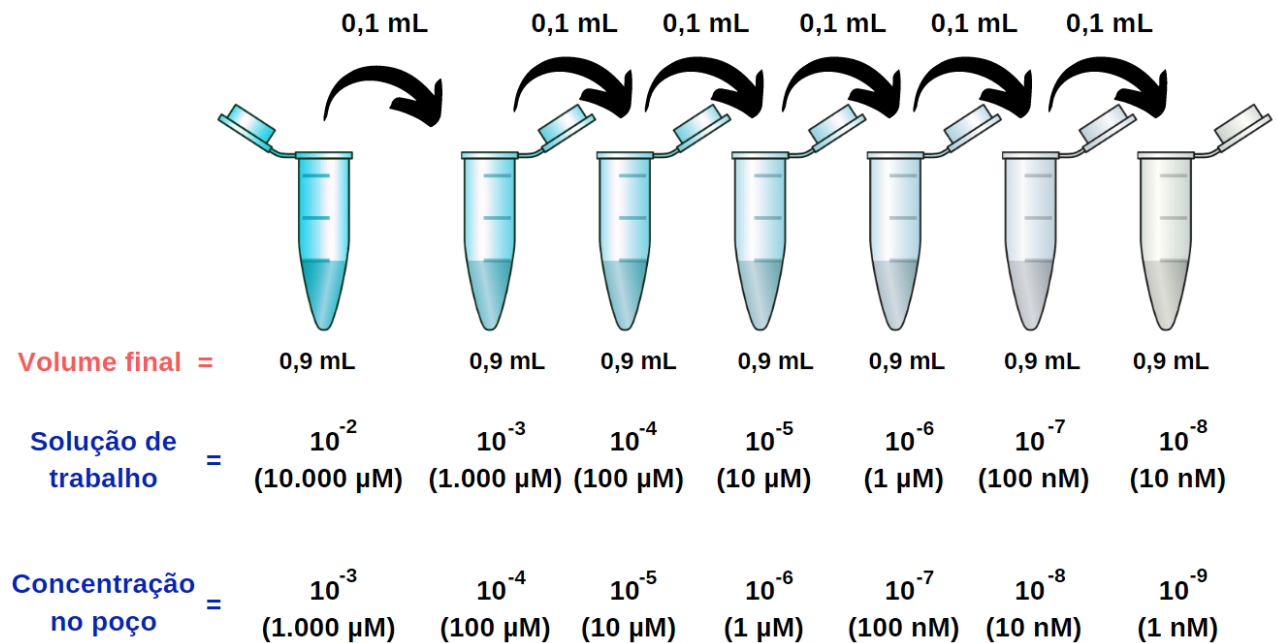 0,1 mL 0,1 mL 0,1 mL 0,1 mL 0,1 mL 0,1 mL
Volume final = 0,9 mL 0,9 mL 0,9 mL 0,9 mL 0,9 mL 0,9 mL 0,9 mL
Solução de trabalho = 10⁻² 10⁻³ 10⁻⁴ 10⁻⁵ 10⁻⁶ 10⁻⁷ 10⁻⁸
(10.000 µM) (1.000 µM) (100 µM) (10 µM) (1 µM) (100 nM) (10 nM)
Concentração no poço = 10⁻³ 10⁻⁴ 10⁻⁵ 10⁻⁶ 10⁻⁷ 10⁻⁸ 10⁻⁹
(1.000 µM) (100 µM) (10 µM) (1 µM) (100 nM) (10 nM) (1 nM)